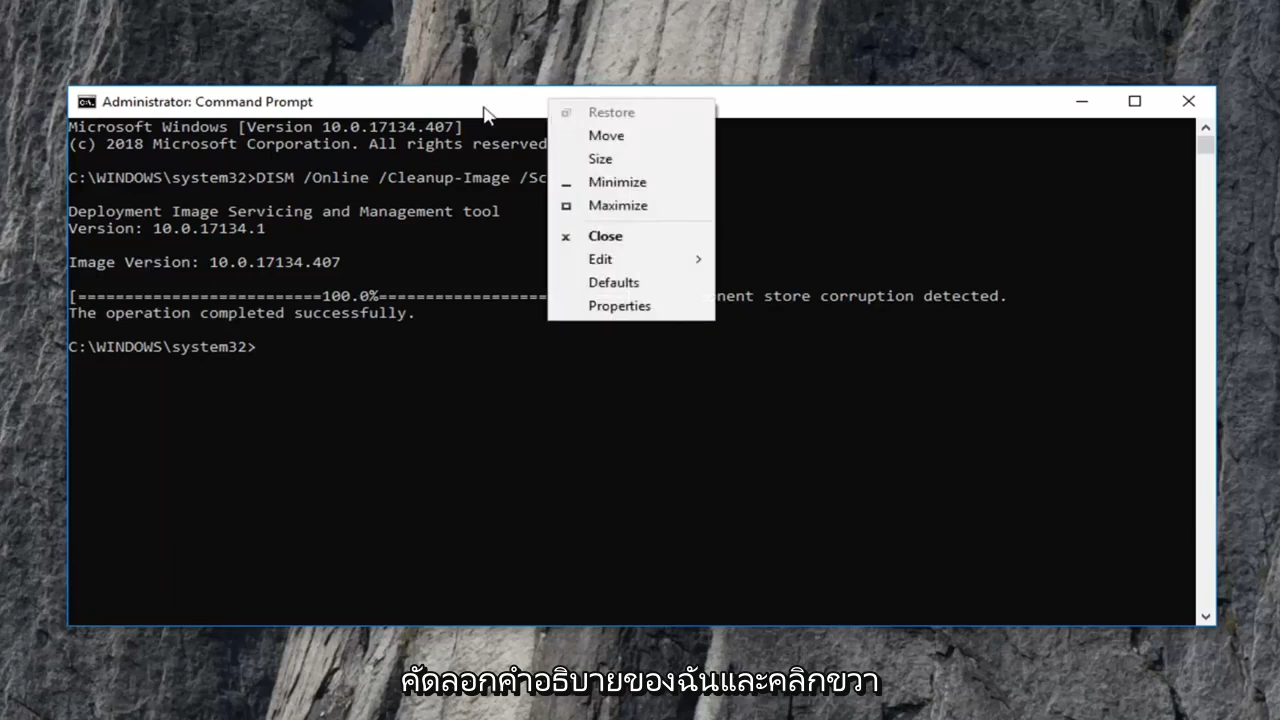 Administrator: Command Prompt
Microsoft Windows [Version 10.0.17134.407]
(c) 2018 Microsoft Corporation. All rights reserved
C:\WINDOWS\system32>DISM /Online /Cleanup-Image /Sc
Deployment Image Servicing and Management tool
Version: 10.0.17134.1
Image Version: 10.0.17134.407
[==========================100.0%================== nent store corruption detected.
The operation completed successfully.
C:\WINDOWS\system32>
Restore
Move
Size
Minimize
Maximize
Close
Edit
Defaults
Properties
คัดลอกคำอธิบายของฉันและคลิกขวา